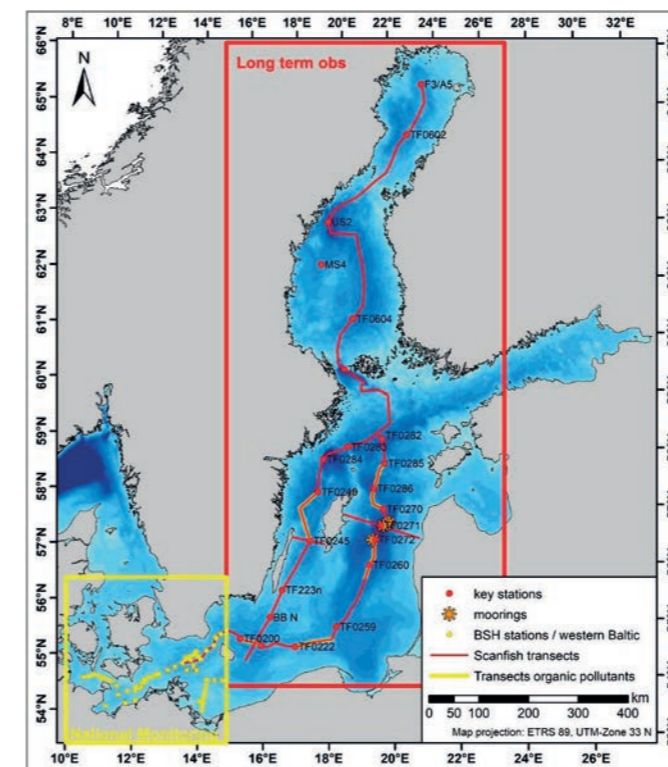 8°E 10°E 12°E 14°E 16°E 18°E 20°E 22°E 24°E 26°E 28°E 30°E 32°E
66°N
65°N
64°N
63°N
62°N
61°N
60°N
59°N
58°N
57°N
56°N
55°N
54°N
N
Long term obs
F3/A5
TF0602
US2
MS4
TF0604
TF0282
TF0283
TF0284
TF0285
TF0286
TF0270
TF0271
TF0272
TF0245
TF0260
TF223n
BB N
TF0259
TF0200
TF0222
key stations
moorings
BSH stations / western Baltic
Scanfish transects
Transects organic pollutants
km
0 50 100 200 300 400
Map projection: ETRS 89, UTM-Zone 33 N
10°E 12°E 14°E 16°E 18°E 20°E 22°E 24°E 26°E